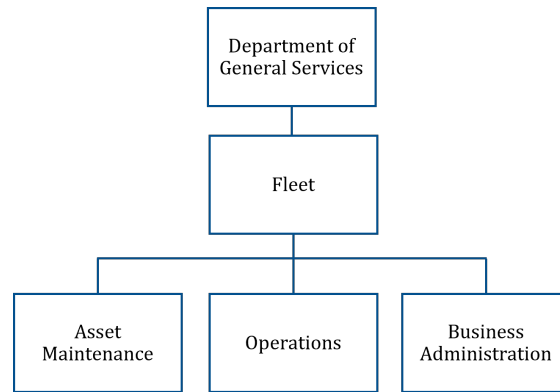 Department of
General Services
Fleet
Asset
Maintenance
Operations
Business
Administration